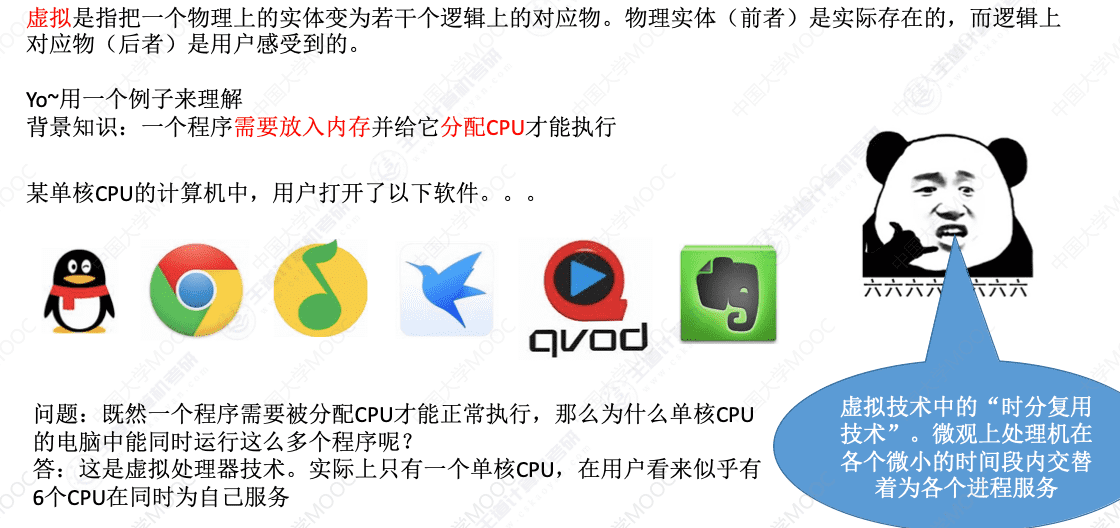 虚拟是指把一个物理上的实体变为若干个逻辑上的对应物。物理实体（前者）是实际存在的，而逻辑上
对应物（后者）是用户感受到的。
Yo~用一个例子来理解
背景知识：一个程序需要放入内存并给它分配CPU才能执行
某单核CPU的计算机中，用户打开了以下软件。。。
qvod
六六六六六六六六
问题：既然一个程序需要被分配CPU才能正常执行，那么为什么单核CPU
的电脑中能同时运行这么多个程序呢？
答：这是虚拟处理器技术。实际上只有一个单核CPU，在用户看来似乎有
6个CPU在同时为自己服务
虚拟技术中的“时分复用
技术”。微观上处理机在
各个微小的时间段内交替
着为各个进程服务
中国大学MOOC
王道计算机考研